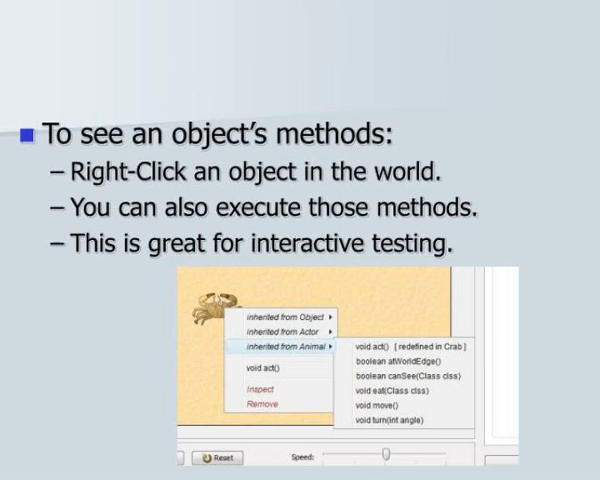 To see an object's methods:
– Right-Click an object in the world.
– You can also execute those methods.
– This is great for interactive testing.
inherited from Object
inherited from Actor
inherited from Animal
void act()
Inspect
Remove
void act() [ redefined in Crab ]
boolean atWorldEdge()
boolean canSee(Class clss)
void eat(Class clss)
void move()
void turn(int angle)
Reset
Speed: